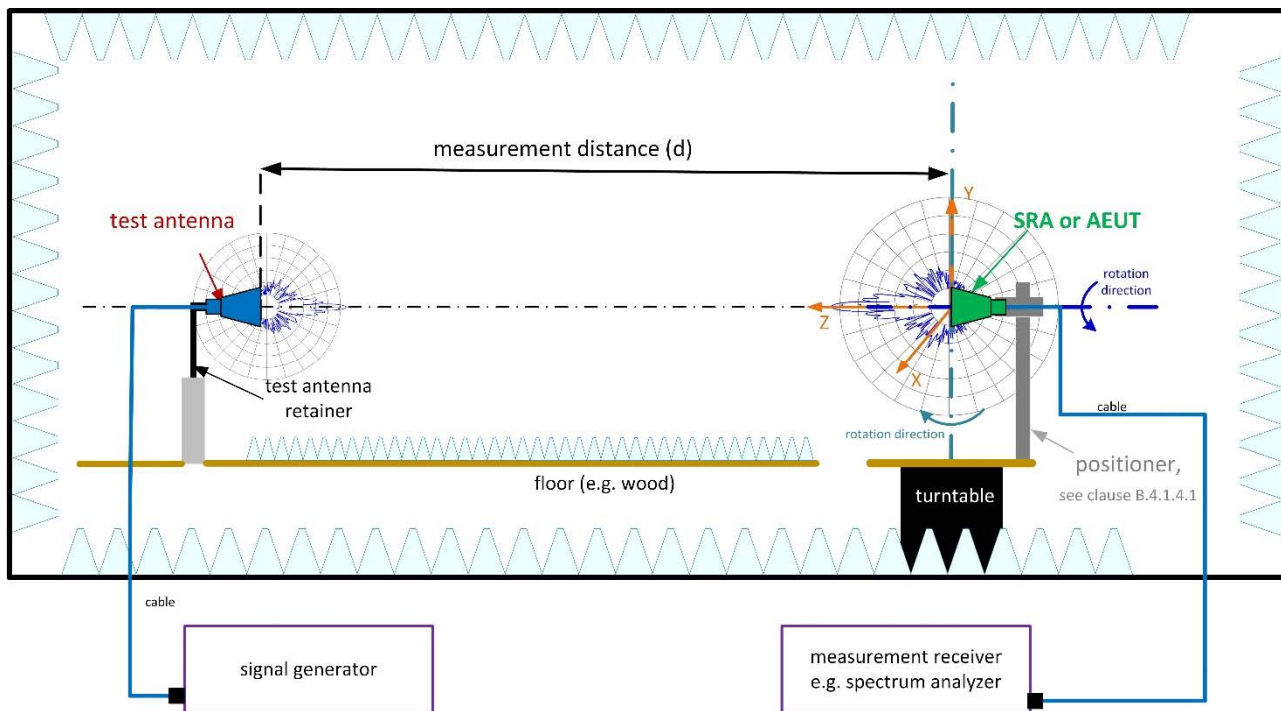 measurement distance (d)
test antenna
Y
SRA or AEUT
rotation
direction
Z
X
test antenna
retainer
cable
rotation direction
floor (e.g. wood)
turntable
positioner,
see clause B.4.1.4.1
cable
signal generator
measurement receiver
e.g. spectrum analyzer